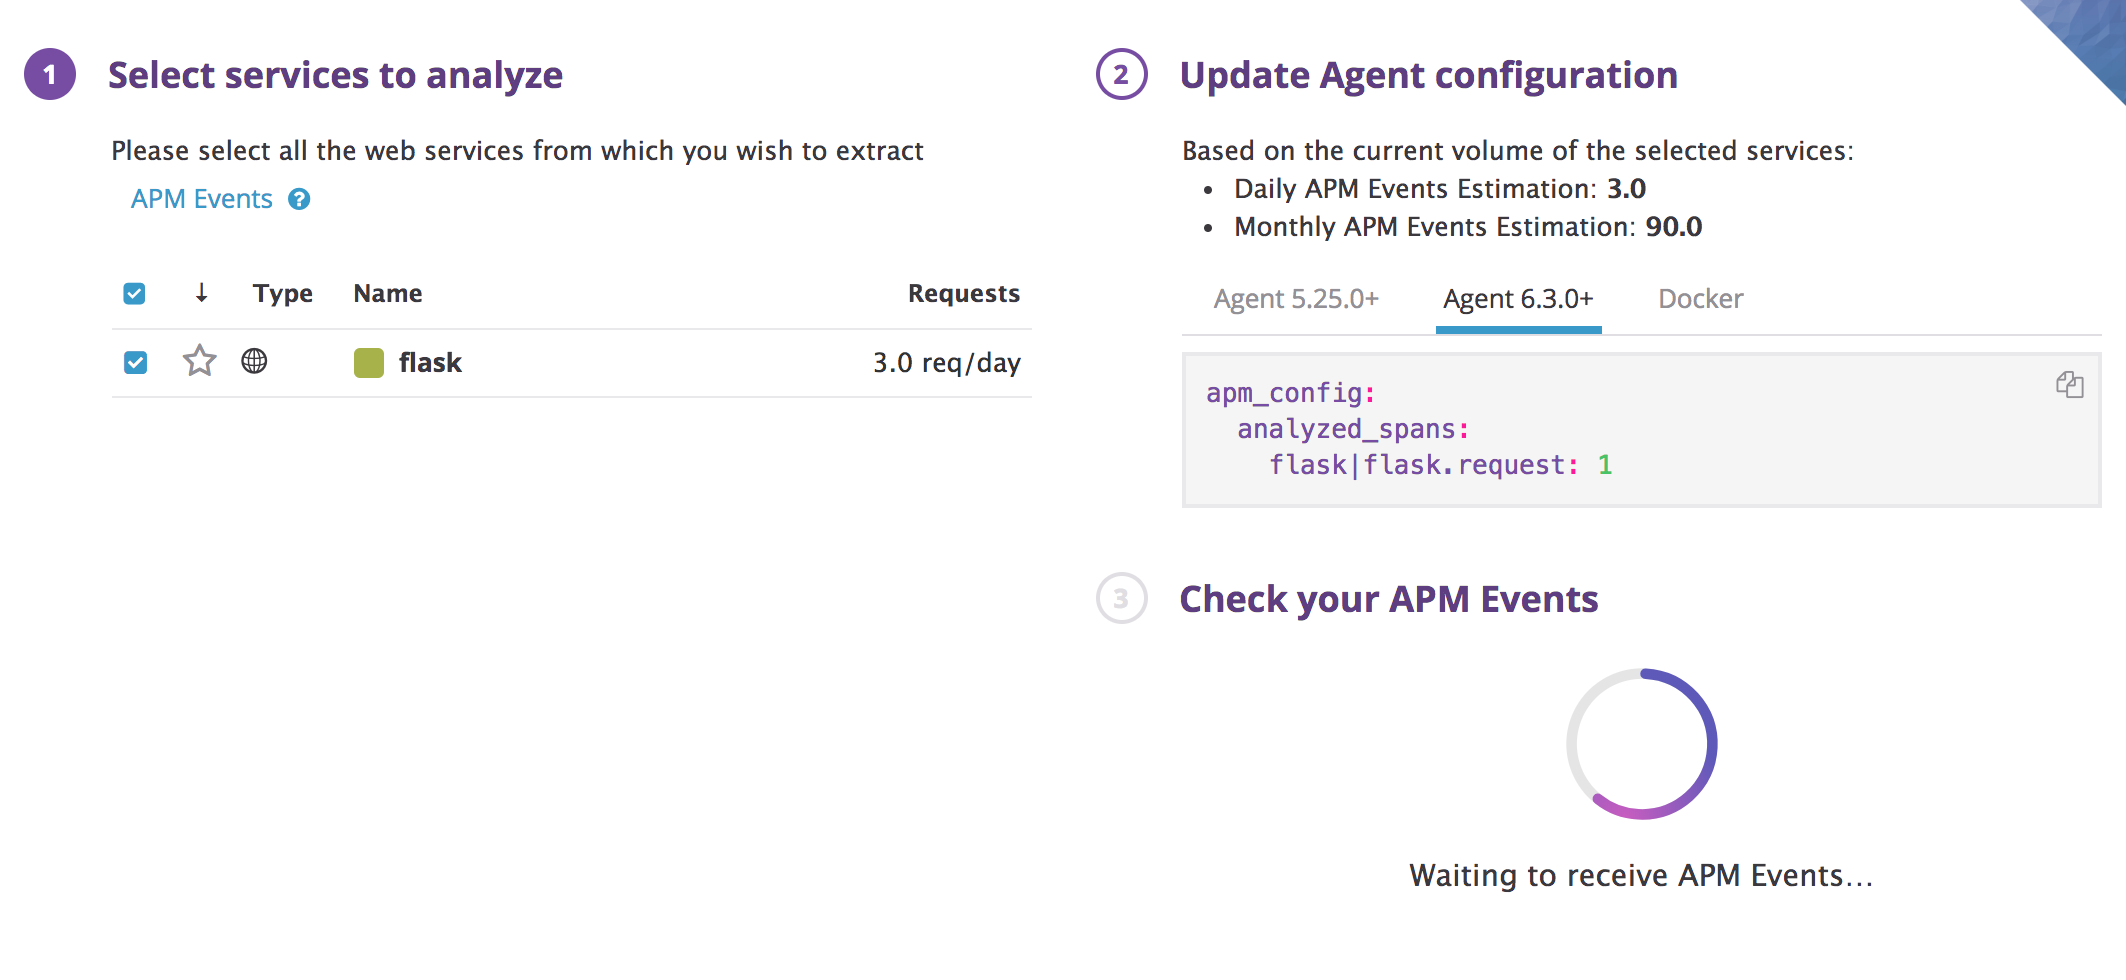 1 Select services to analyze
Please select all the web services from which you wish to extract
APM Events ?
↓ Type Name Requests
flask 3.0 req/day
2 Update Agent configuration
Based on the current volume of the selected services:
• Daily APM Events Estimation: 3.0
• Monthly APM Events Estimation: 90.0
Agent 5.25.0+ Agent 6.3.0+ Docker
apm_config:
  analyzed_spans:
    flask|flask.request: 1
3 Check your APM Events
Waiting to receive APM Events...